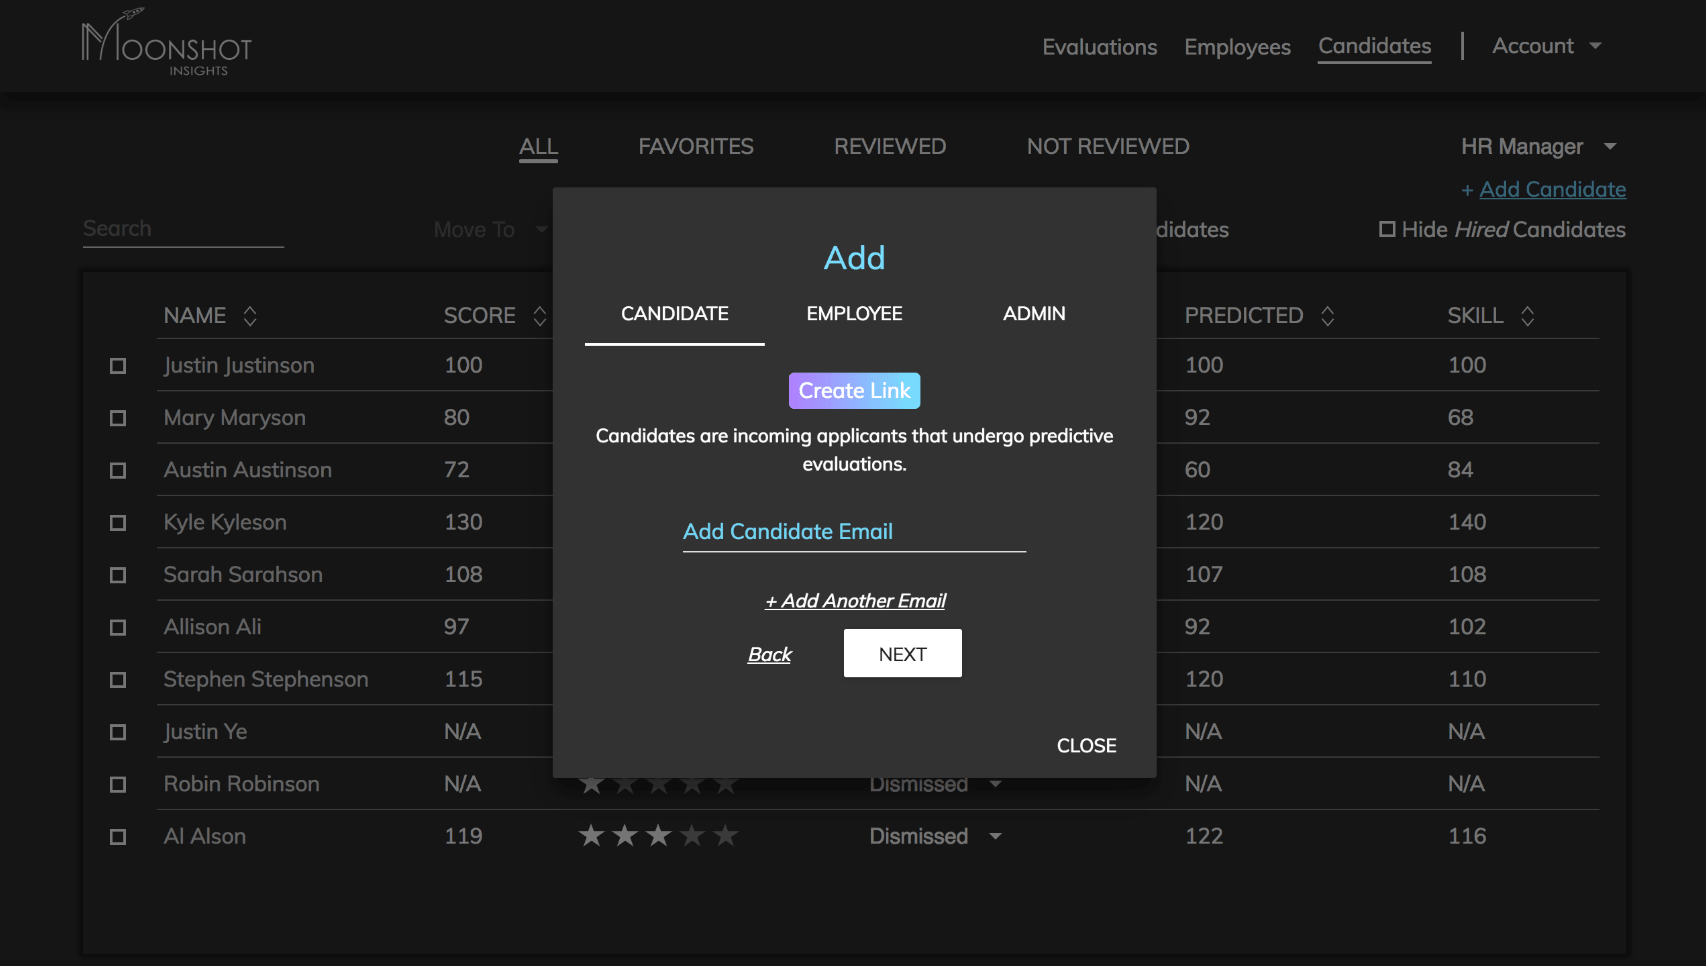 MOONSHOT
INSIGHTS
Evaluations Employees Candidates | Account
ALL FAVORITES REVIEWED NOT REVIEWED HR Manager
+ Add Candidate
Search Move To didates Hide Hired Candidates
NAME SCORE PREDICTED SKILL
Justin Justinson 100 100 100
Mary Maryson 80 92 68
Austin Austinson 72 60 84
Kyle Kyleson 130 120 140
Sarah Sarahson 108 107 108
Allison Ali 97 92 102
Stephen Stephenson 115 120 110
Justin Ye N/A N/A N/A
Robin Robinson N/A Dismissed N/A N/A
Al Alson 119 Dismissed 122 116
Add
CANDIDATE EMPLOYEE ADMIN
Create Link
Candidates are incoming applicants that undergo predictive
evaluations.
Add Candidate Email
+ Add Another Email
Back NEXT
CLOSE